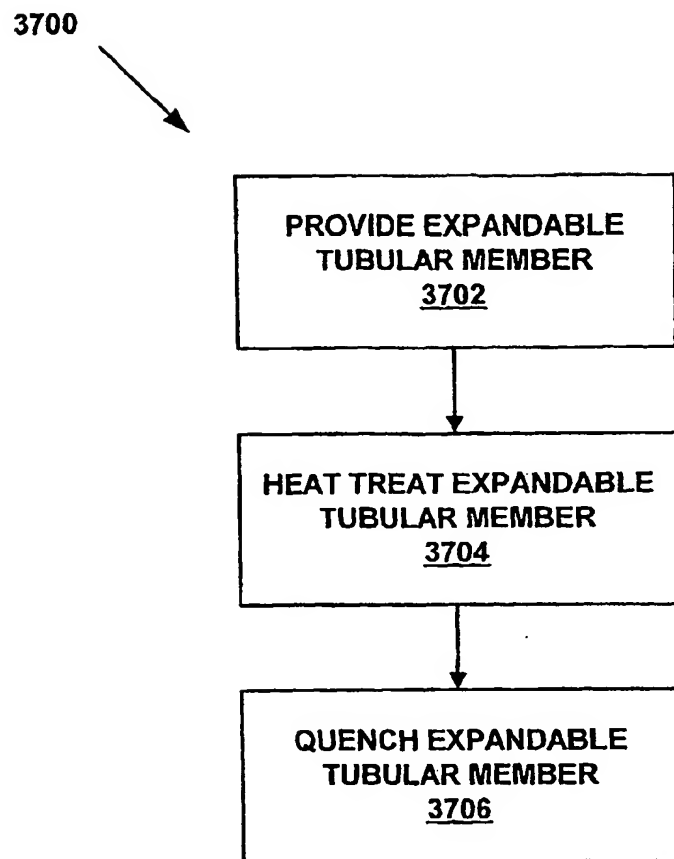 3700
PROVIDE EXPANDABLE
TUBULAR MEMBER
3702
HEAT TREAT EXPANDABLE
TUBULAR MEMBER
3704
QUENCH EXPANDABLE
TUBULAR MEMBER
3706